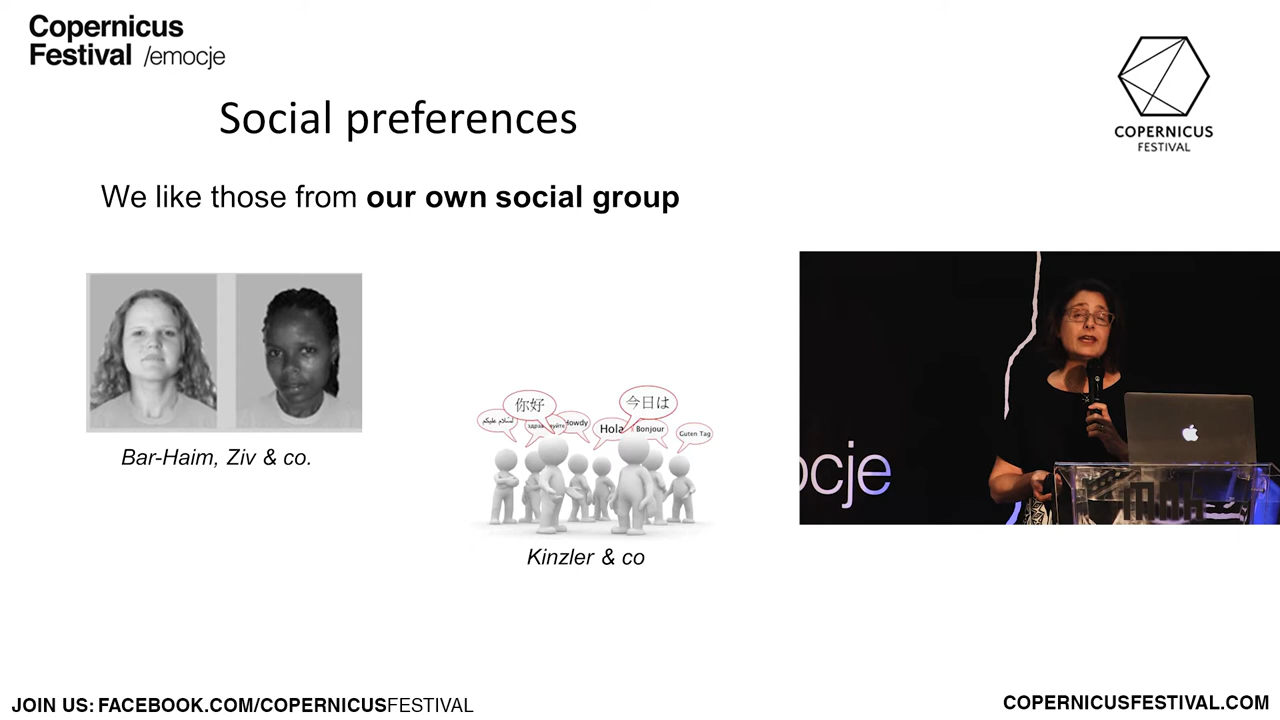 Copernicus
Festival /emocje
COPERNICUS
FESTIVAL
Social preferences
We like those from our own social group
Bar-Haim, Ziv & co.
你好
今日は
السلام عليكم
Howdy
Hola
Bonjour
Guten Tag
Kinzler & co
ocje
JOIN US: FACEBOOK.COM/COPERNICUSFESTIVAL
COPERNICUSFESTIVAL.COM